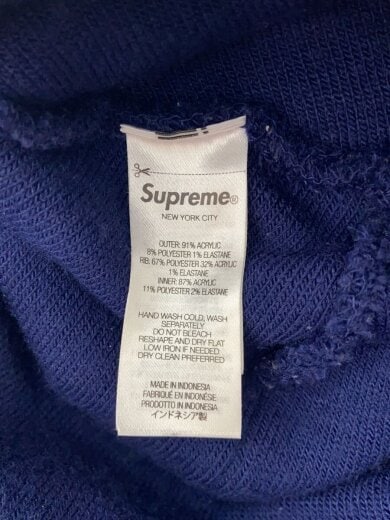 Supreme®
NEW YORK CITY
OUTER: 91% ACRYLIC
8% POLYESTER 1% ELASTANE
RIB: 67% POLYESTER 32% ACRYLIC
1% ELASTANE
INNER: 87% ACRYLIC
11% POLYESTER 2% ELASTANE
HAND WASH COLD, WASH
SEPARATELY
DO NOT BLEACH
RESHAPE AND DRY FLAT
LOW IRON IF NEEDED
DRY CLEAN PREFERRED
MADE IN INDONESIA
FABRIQUÉ EN INDONÉSIE
PRODOTTO IN INDONESIA
インドネシア製